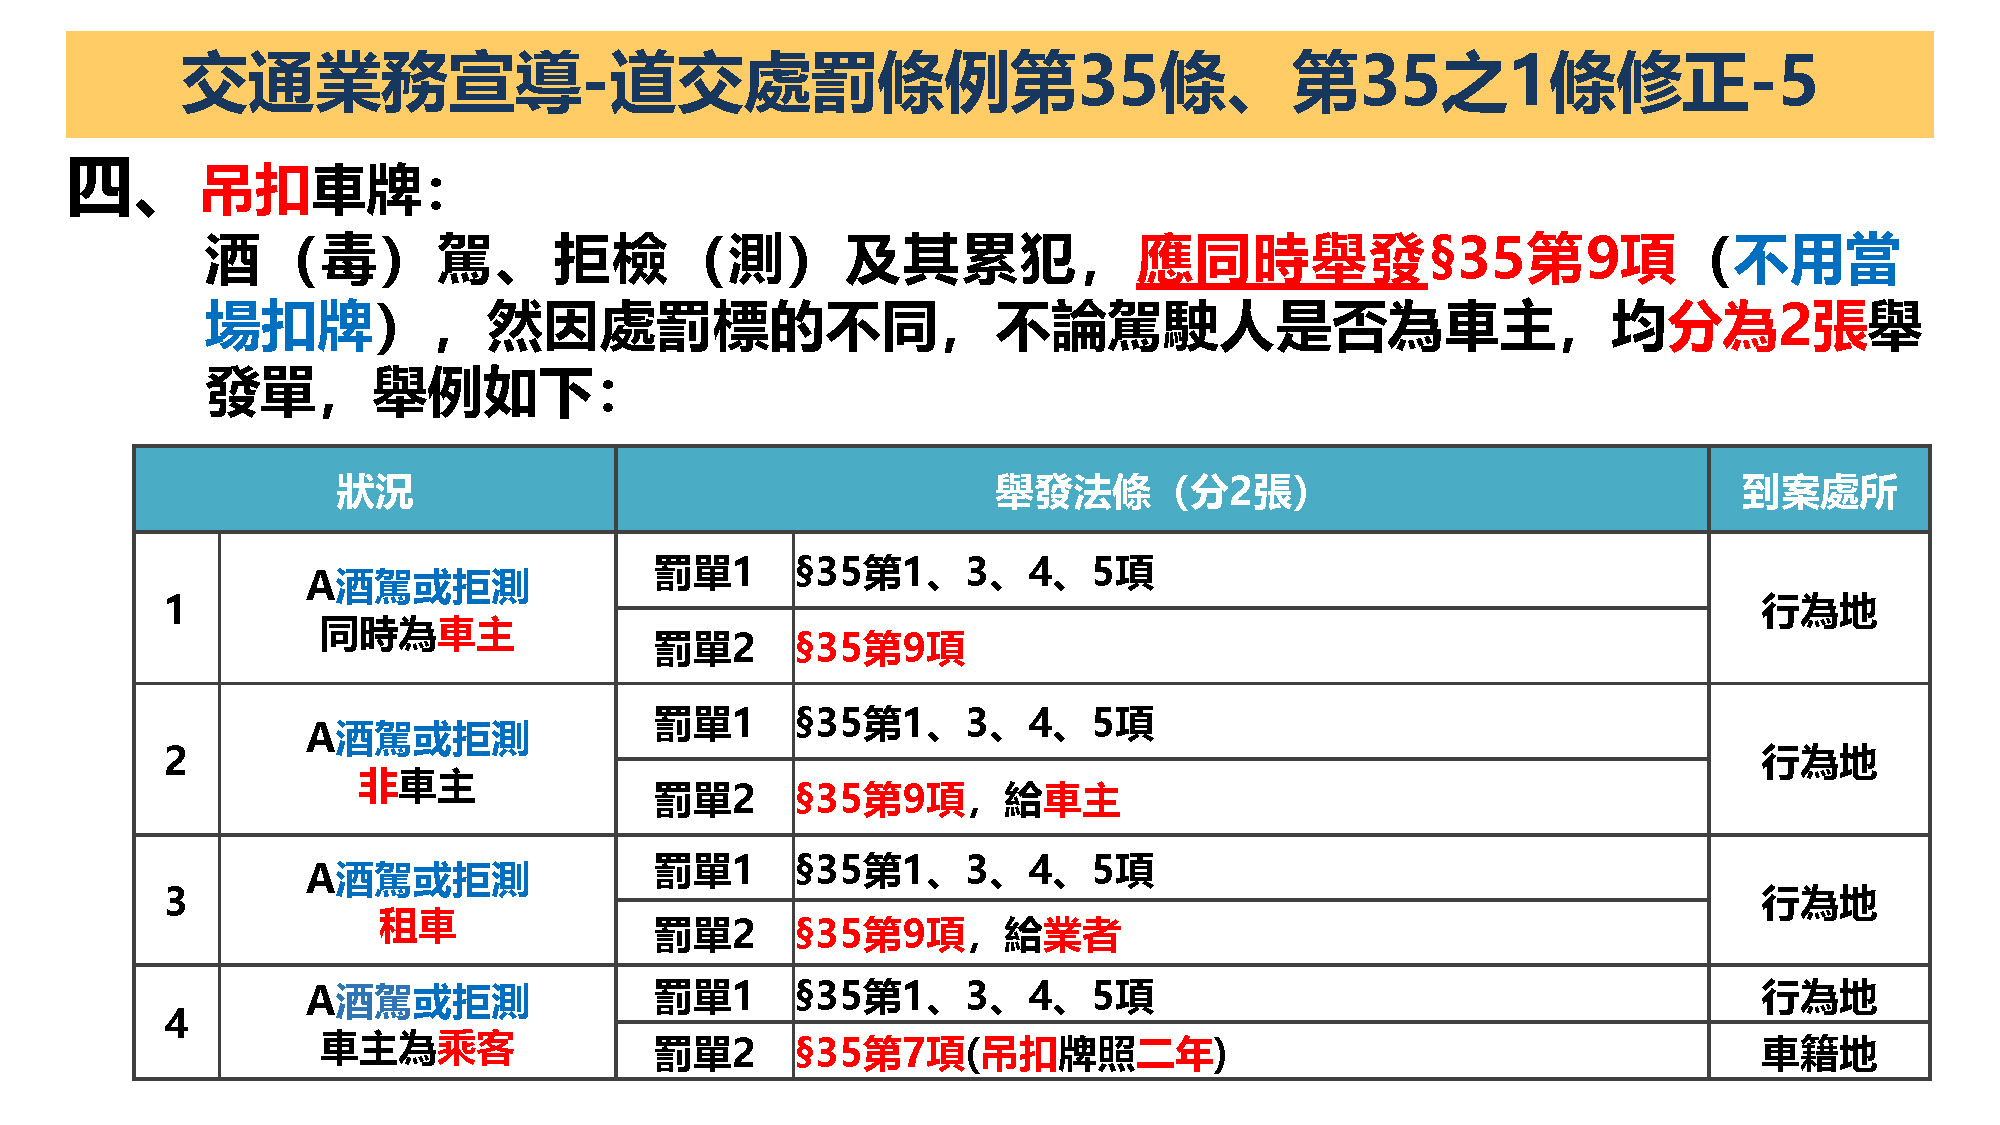 交通業務宣導-道交處罰條例第35條、第35之1條修正-5
四、吊扣車牌：
酒（毒）駕、拒檢（測）及其累犯，應同時舉發§35第9項（不用當
場扣牌），然因處罰標的不同，不論駕駛人是否為車主，均分為2張舉
發單，舉例如下：
狀況 舉發法條（分2張） 到案處所
1 A酒駕或拒測
同時為車主
罰單1 §35第1、3、4、5項
罰單2 §35第9項
行為地
2 A酒駕或拒測
非車主
罰單1 §35第1、3、4、5項
罰單2 §35第9項，給車主
行為地
3 A酒駕或拒測
租車
罰單1 §35第1、3、4、5項
罰單2 §35第9項，給業者
行為地
4 A酒駕或拒測
車主為乘客
罰單1 §35第1、3、4、5項 行為地
罰單2 §35第7項(吊扣牌照二年) 車籍地